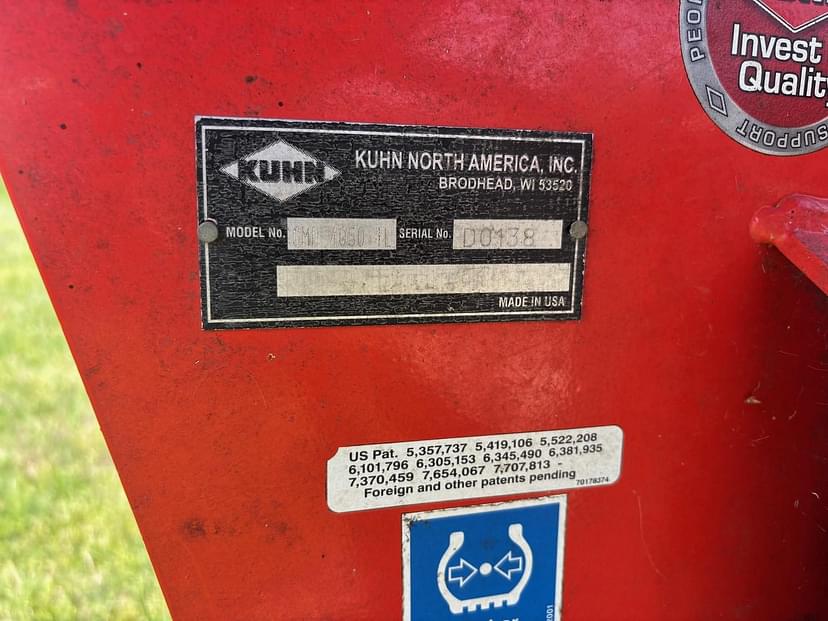 PEO
Invest
Quality
SUPPORT
KUHN
KUHN NORTH AMERICA, INC.
BRODHEAD, WI 53520
MODEL No. SERIAL No. D0138
MADE IN USA
US Pat. 5,357,737 5,419,106 5,522,208
6,101,796 6,305,153 6,345,490 6,381,935
7,370,459 7,654,067 7,707,813 -
Foreign and other patents pending 70178374